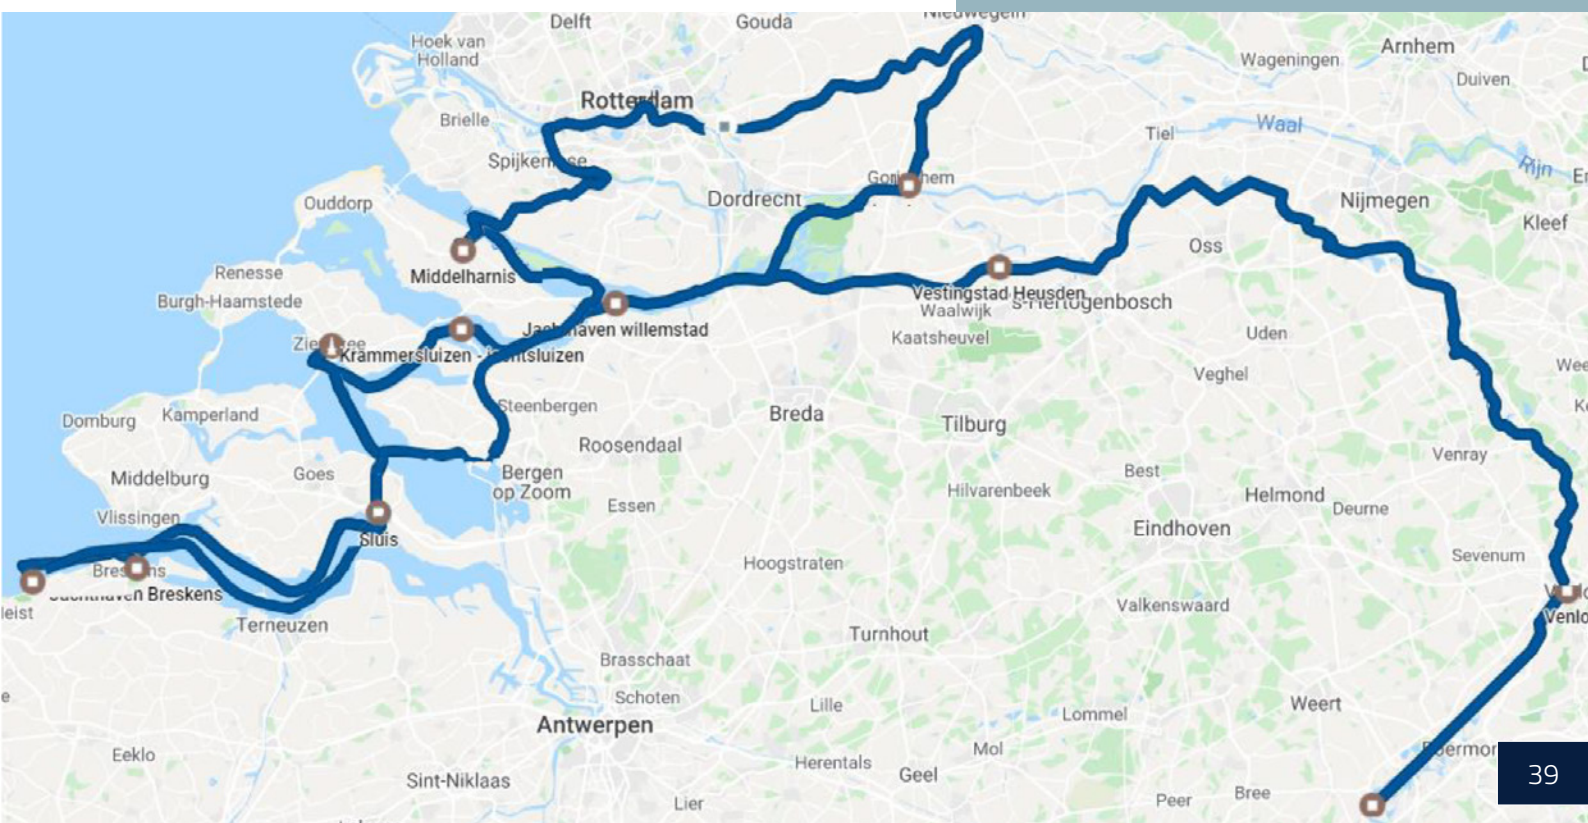 Delft
Gouda
Nieuwegein
Hoek van
Holland
Arnhem
Wageningen
Duiven
Rotterdam
Brielle
Tiel
Waal
Spijkenisse
Rijn
Gorinchem
Dordrecht
Nijmegen
Ouddorp
Kleef
Oss
Renesse
Middelharnis
Burgh-Haamstede
Vestingstad Heusden
's-Hertogenbosch
Waalwijk
Jachthaven willemstad
Kaatsheuvel
Uden
Zierikzee
Krammersluizen - jachtsluizen
Veghel
Steenbergen
Breda
Domburg
Kamperland
Tilburg
Roosendaal
Venray
Middelburg
Goes
Bergen
op Zoom
Best
Helmond
Hilvarenbeek
Essen
Deurne
Vlissingen
Eindhoven
Sluis
Sevenum
Hoogstraten
Breskens
Jachthaven Breskens
Valkenswaard
Venlo
Terneuzen
Turnhout
Brasschaat
Schoten
Lille
Weert
Lommel
Antwerpen
Mol
Eeklo
Herentals
Geel
Sint-Niklaas
Bree
Peer
Lier
39